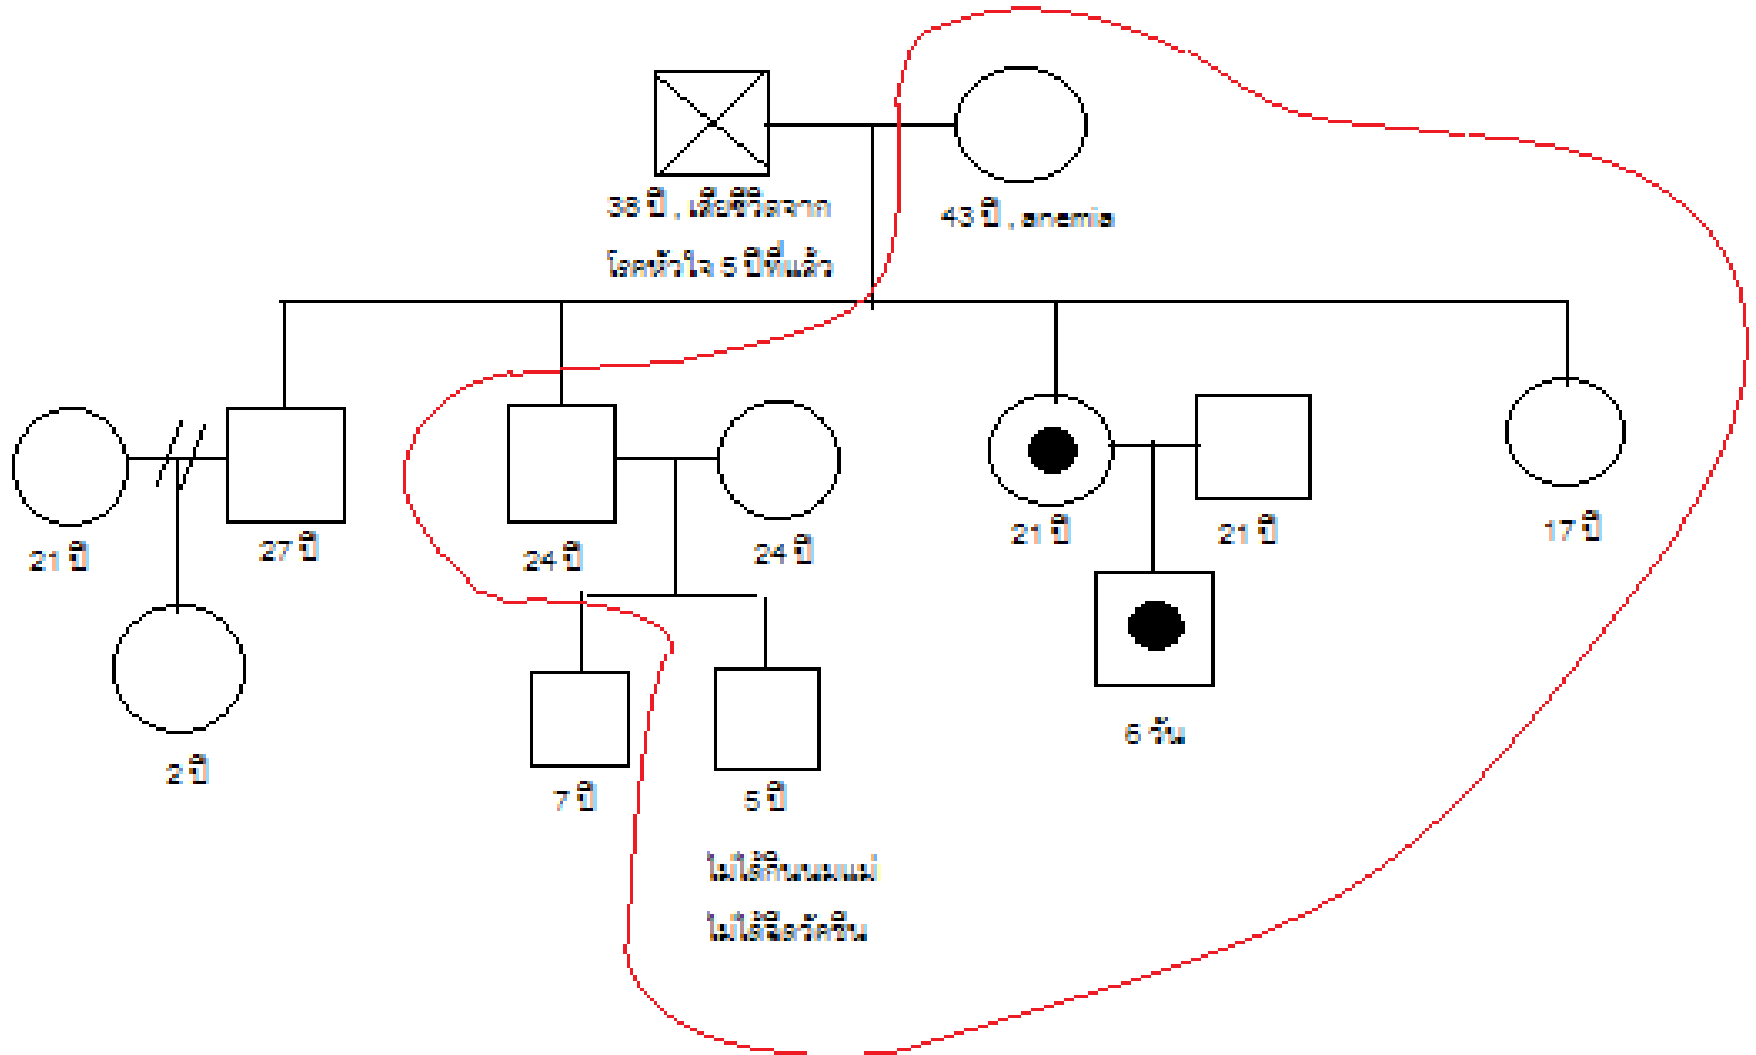 38 ปี , เสียชีวิตจาก
โรคหัวใจ 5 ปีที่แล้ว
43 ปี , anemia
21 ปี
27 ปี
24 ปี
24 ปี
21 ปี
21 ปี
17 ปี
2 ปี
7 ปี
5 ปี
6 วัน
ไม่ได้กินนมแม่
ไม่ได้ฉีดวัคซีน